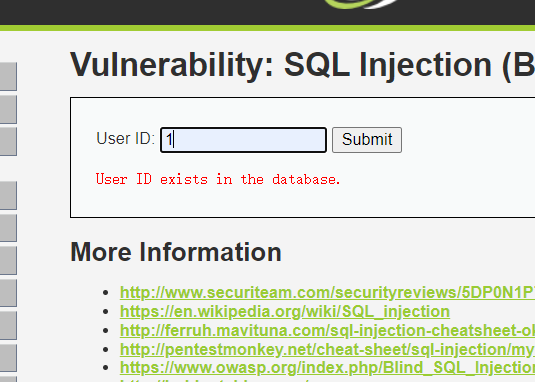 Vulnerability: SQL Injection (B
User ID: 1 Submit
User ID exists in the database.
More Information
http://www.securiteam.com/securityreviews/5DP0N1P
https://en.wikipedia.org/wiki/SQL_injection
http://ferruh.mavituna.com/sql-injection-cheatsheet-ok
http://pentestmonkey.net/cheat-sheet/sql-injection/my
https://www.owasp.org/index.php/Blind_SQL_Injection